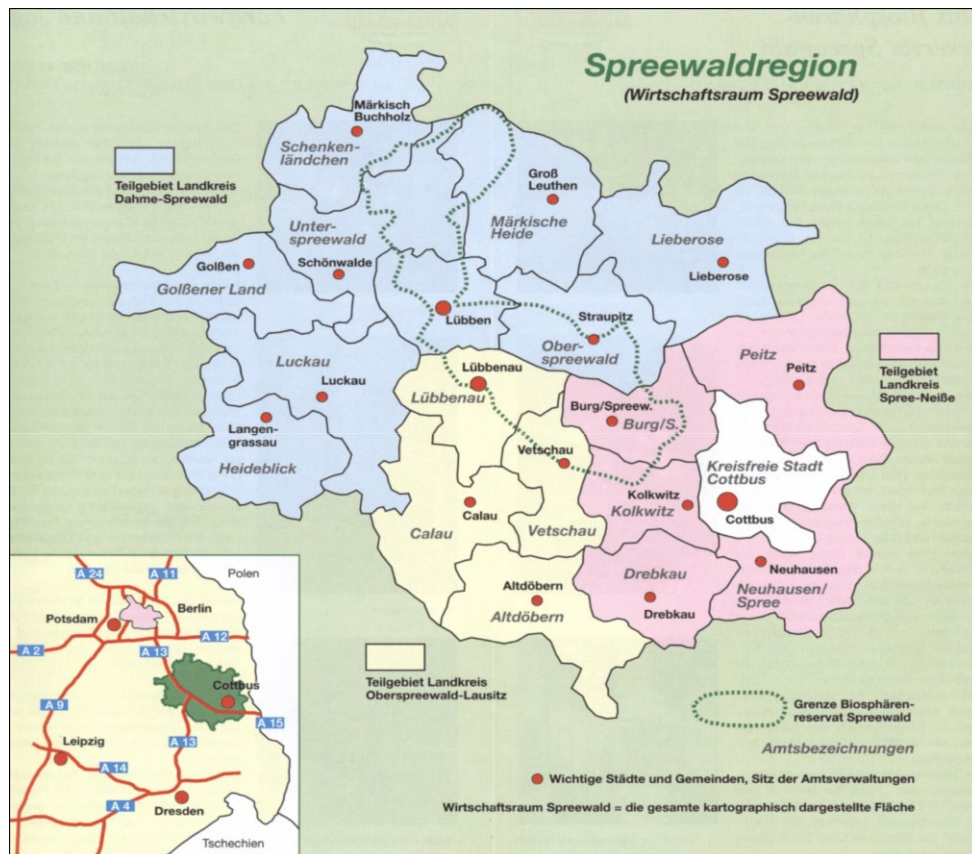 Spreewaldregion
(Wirtschaftsraum Spreewald)
Märkisch
Buchholz
Schenken-
ländchen
Teilgebiet Landkreis
Dahme-Spreewald
Groß
Leuthen
Märkische
Heide
Unter-
spreewald
Lieberose
Lieberose
Golßen
Schönwalde
Golßener Land
Lübben
Straupitz
Ober-
spreewald
Luckau
Luckau
Lübbenau
Lübbenau
Peitz
Peitz
Teilgebiet
Landkreis
Spree-Neiße
Langen-
grassau
Heideblick
Burg/Spreew.
Burg/S.
Vetschau
Kreisfreie Stadt
Cottbus
Cottbus
Kolkwitz
Kolkwitz
Calau
Calau
Vetschau
Drebkau
Drebkau
Neuhausen
Neuhausen/
Spree
Altdöbern
Altdöbern
Teilgebiet Landkreis
Oberspreewald-Lausitz
Grenze Biosphären-
reservat Spreewald
Amtsbezeichnungen
Wichtige Städte und Gemeinden, Sitz der Amtsverwaltungen
Wirtschaftsraum Spreewald = die gesamte kartographisch dargestellte Fläche
A 24
A 11
Polen
Berlin
Potsdam
A 12
A 2
A 13
Cottbus
A 9
A 15
A 13
Leipzig
A 14
A 4
Dresden
Tschechien